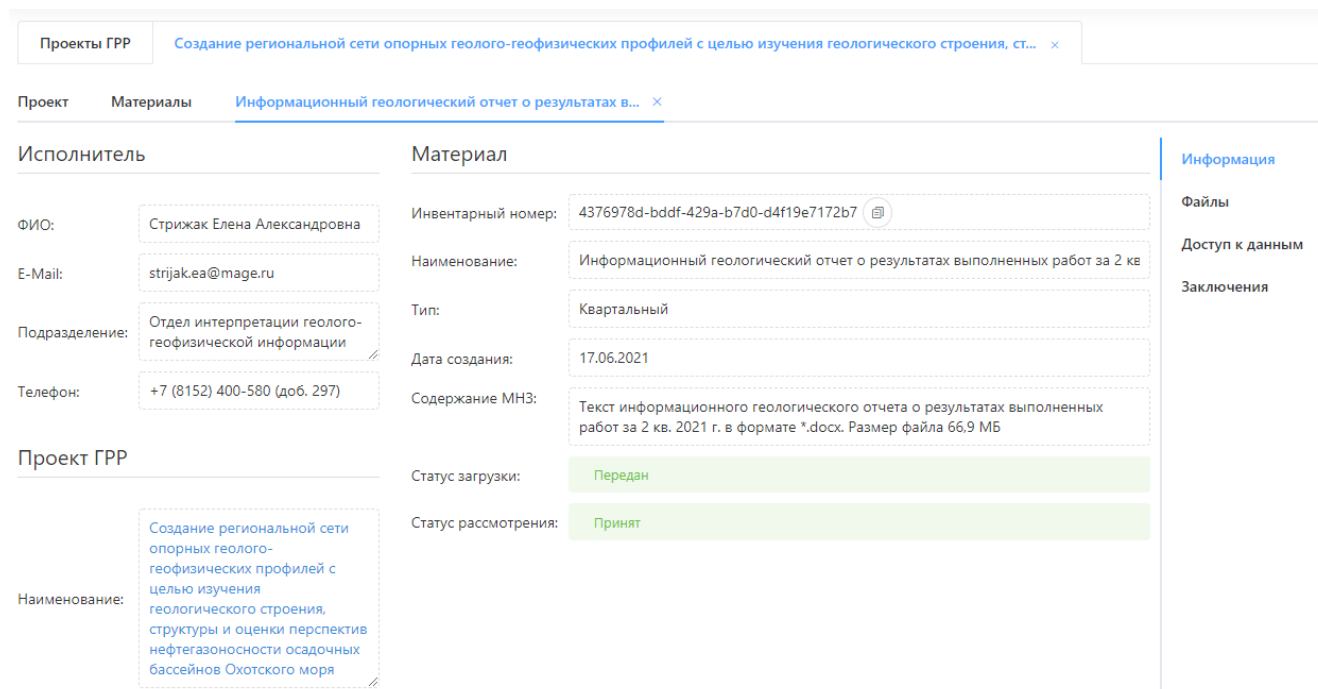 Проекты ГРР
Создание региональной сети опорных геолого-геофизических профилей с целью изучения геологического строения, ст... ×
Проект
Материалы
Информационный геологический отчет о результатах в... ×
Исполнитель
ФИО:
Стрижак Елена Александровна
E-Mail:
strijak.ea@mage.ru
Подразделение:
Отдел интерпретации геолого-
геофизической информации
Телефон:
+7 (8152) 400-580 (доб. 297)
Проект ГРР
Наименование:
Создание региональной сети
опорных геолого-
геофизических профилей с
целью изучения
геологического строения,
структуры и оценки перспектив
нефтегазоносности осадочных
бассейнов Охотского моря
Материал
Инвентарный номер:
4376978d-bddf-429a-b7d0-d4f19e7172b7
Наименование:
Информационный геологический отчет о результатах выполненных работ за 2 кв
Тип:
Квартальный
Дата создания:
17.06.2021
Содержание МНЗ:
Текст информационного геологического отчета о результатах выполненных
работ за 2 кв. 2021 г. в формате *.docx. Размер файла 66,9 МБ
Статус загрузки:
Передан
Статус рассмотрения:
Принят
Информация
Файлы
Доступ к данным
Заключения